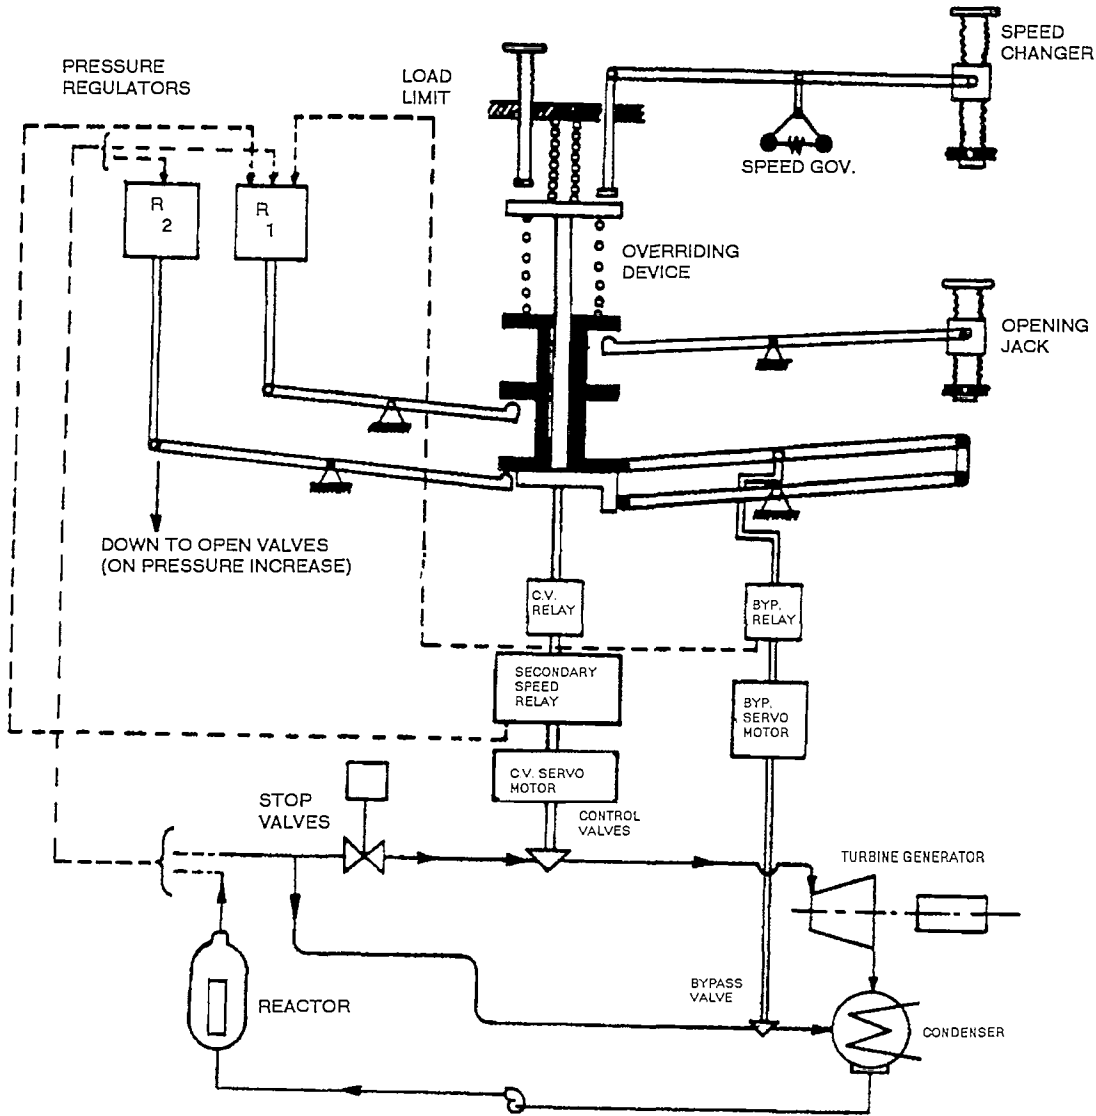 SPEED
CHANGER
PRESSURE
REGULATORS
LOAD
LIMIT
SPEED GOV.
R
2
R
1
OVERRIDING
DEVICE
OPENING
JACK
DOWN TO OPEN VALVES
(ON PRESSURE INCREASE)
C.V.
RELAY
BYP.
RELAY
SECONDARY
SPEED
RELAY
BYP.
SERVO
MOTOR
C.V. SERVO
MOTOR
STOP
VALVES
CONTROL
VALVES
TURBINE GENERATOR
BYPASS
VALVE
REACTOR
CONDENSER